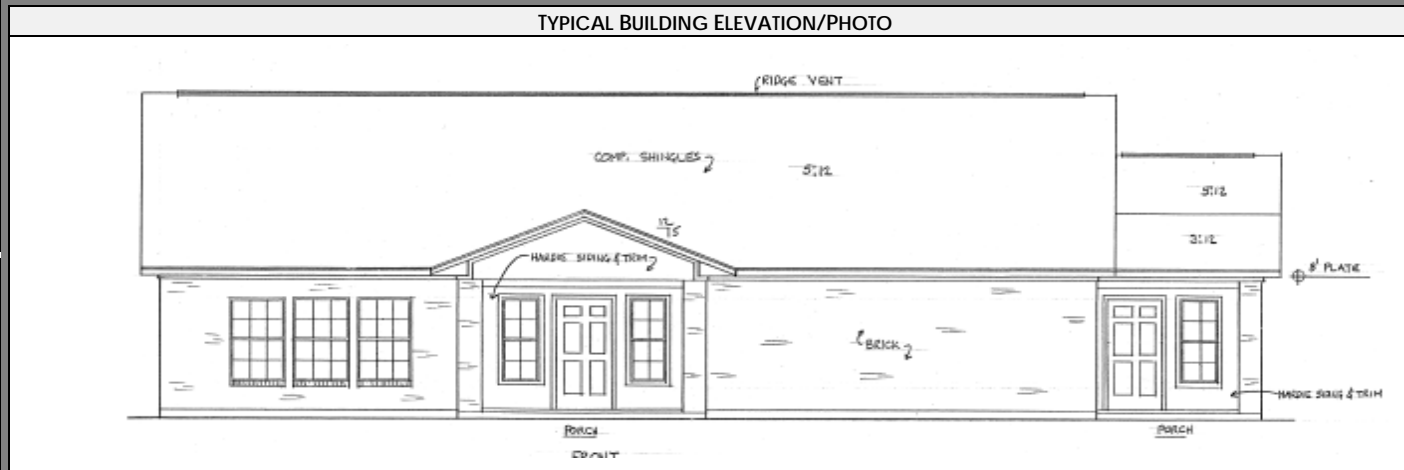 TYPICAL BUILDING ELEVATION/PHOTO
RIDGE VENT
COMP. SHINGLES
5:12
5:12
12
3:12
HARDIE SIDING & TRIM
8' PLATE
BRICK
HARDIE SIDING & TRIM
PORCH
PORCH
FRONT